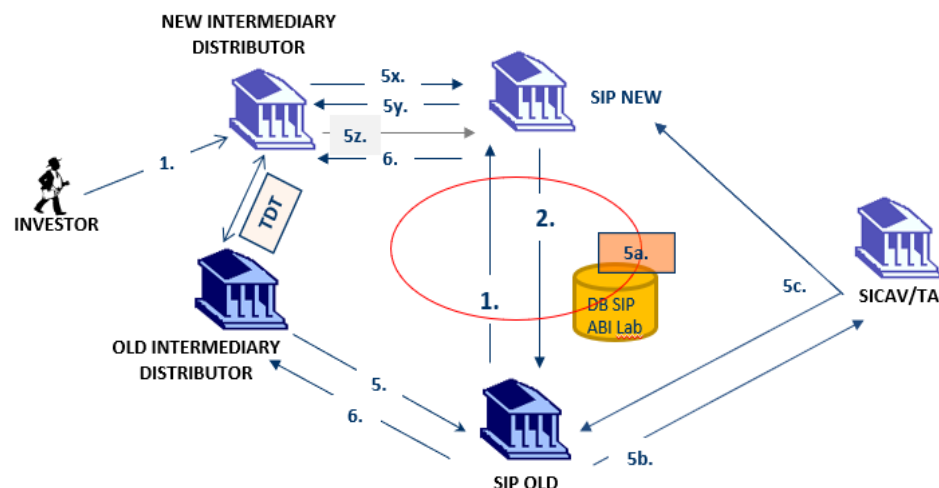 NEW INTERMEDIARY
DISTRIBUTOR
5x.
5y.
5z.
6.
SIP NEW
1.
INVESTOR
TDT
1.
2.
5a.
DB SIP
ABI Lab
5c.
SICAV/TA
OLD INTERMEDIARY
DISTRIBUTOR
5.
6.
5b.
SIP OLD